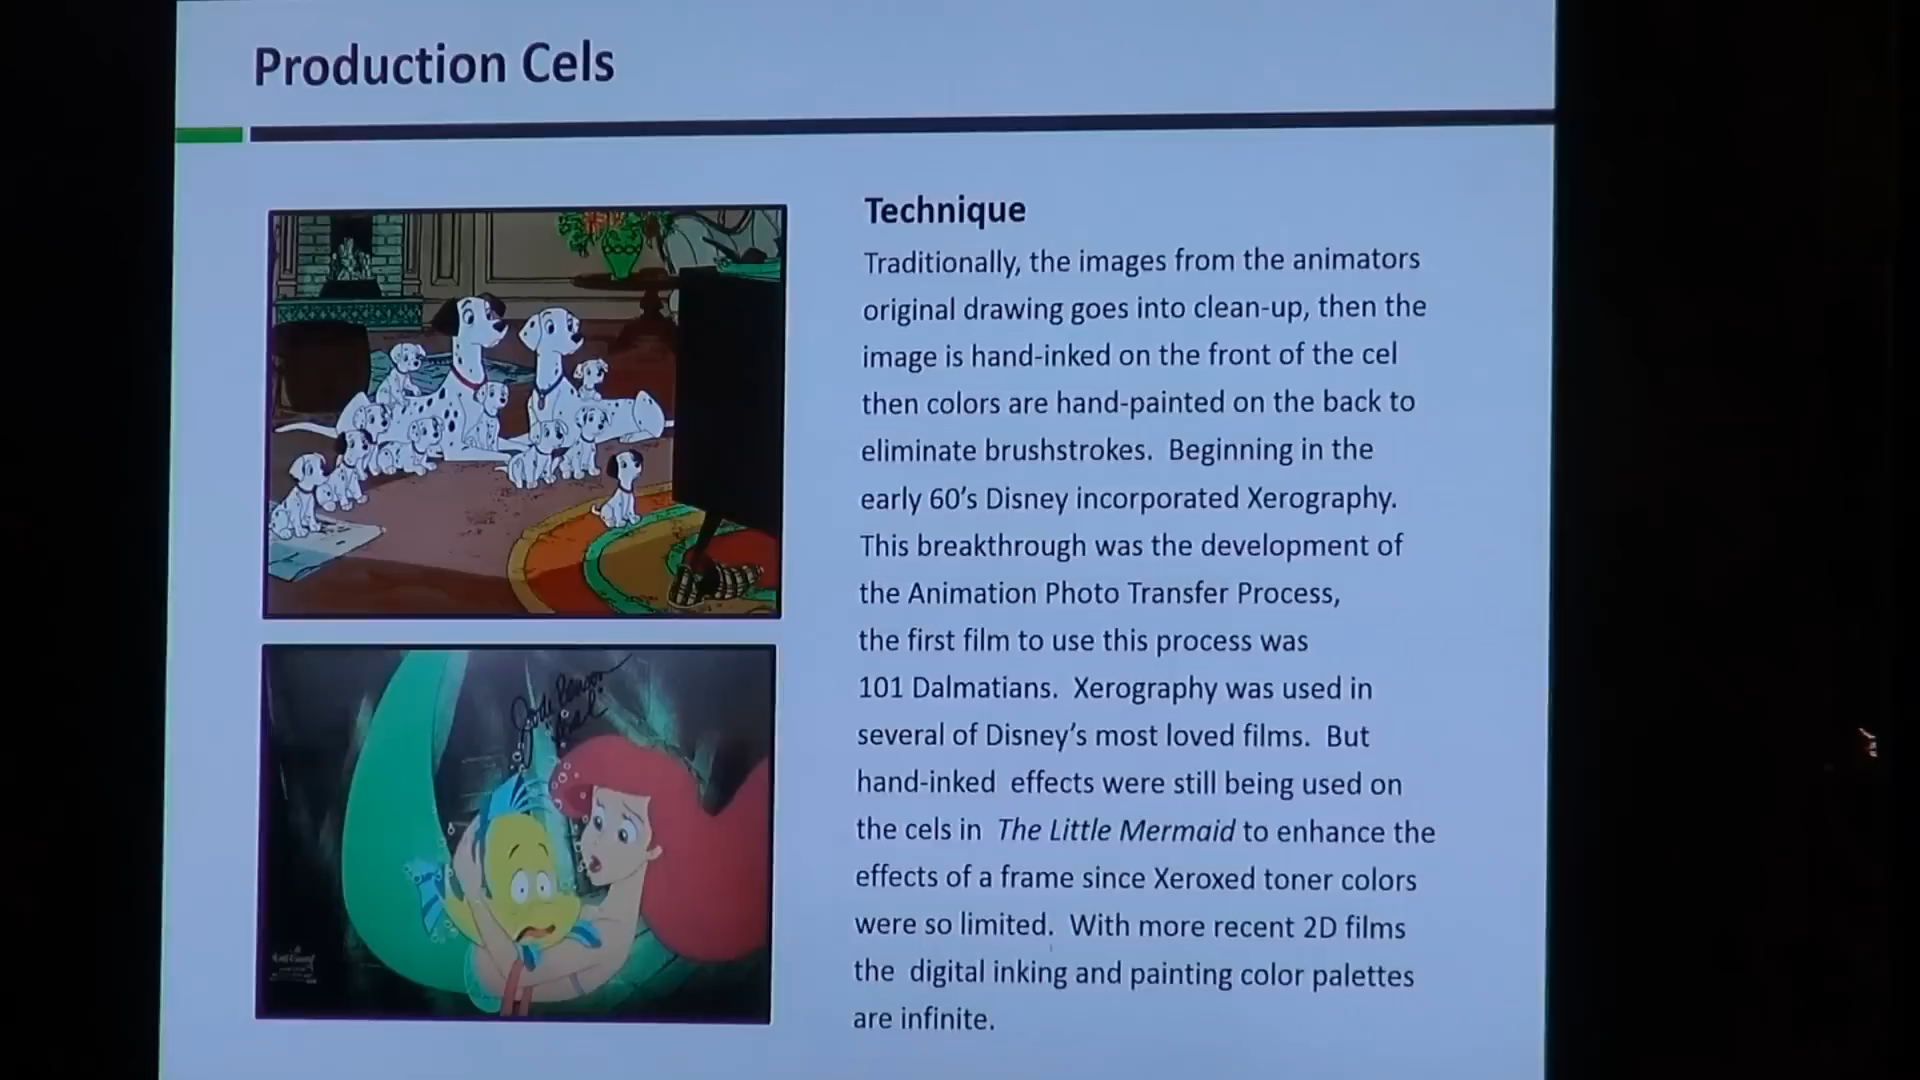 Production Cels
Technique
Traditionally, the images from the animators
original drawing goes into clean-up, then the
image is hand-inked on the front of the cel
then colors are hand-painted on the back to
eliminate brushstrokes.  Beginning in the
early 60's Disney incorporated Xerography.
This breakthrough was the development of
the Animation Photo Transfer Process,
the first film to use this process was
101 Dalmatians.  Xerography was used in
several of Disney's most loved films.  But
hand-inked  effects were still being used on
the cels in  The Little Mermaid to enhance the
effects of a frame since Xeroxed toner colors
were so limited.  With more recent 2D films
the  digital inking and painting color palettes
are infinite.
Jodi Benson